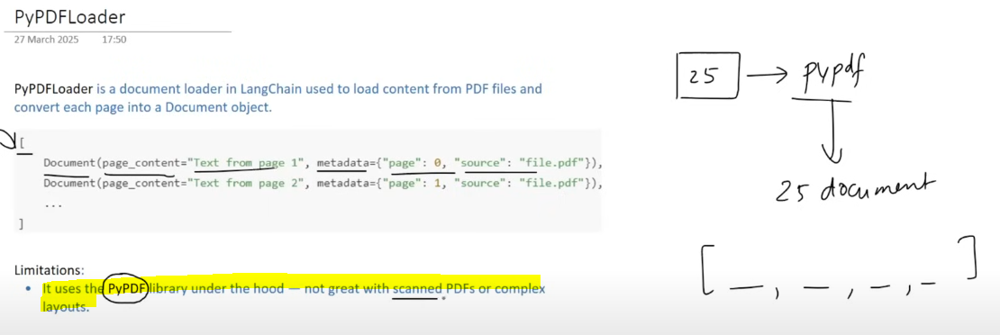 PyPDFLoader
27 March 2025 17:50
PyPDFLoader is a document loader in LangChain used to load content from PDF files and
convert each page into a Document object.
[
Document(page_content="Text from page 1", metadata={"page": 0, "source": "file.pdf"}),
Document(page_content="Text from page 2", metadata={"page": 1, "source": "file.pdf"}),
...
]
Limitations:
• It uses the PyPDF library under the hood — not great with scanned PDFs or complex
layouts.
25 → pypdf
25 document
[ —, —, —, — ]